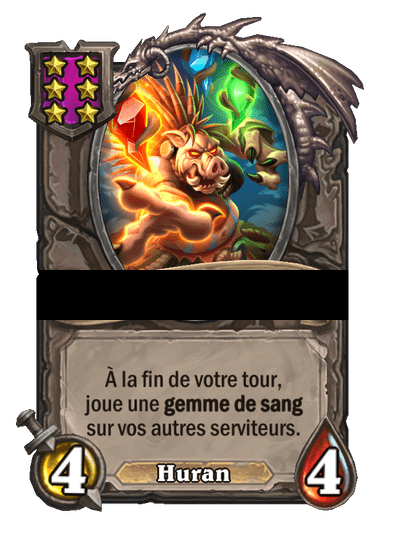 À la fin de votre tour,
joue une gemme de sang
sur vos autres serviteurs.
4
Huran
4